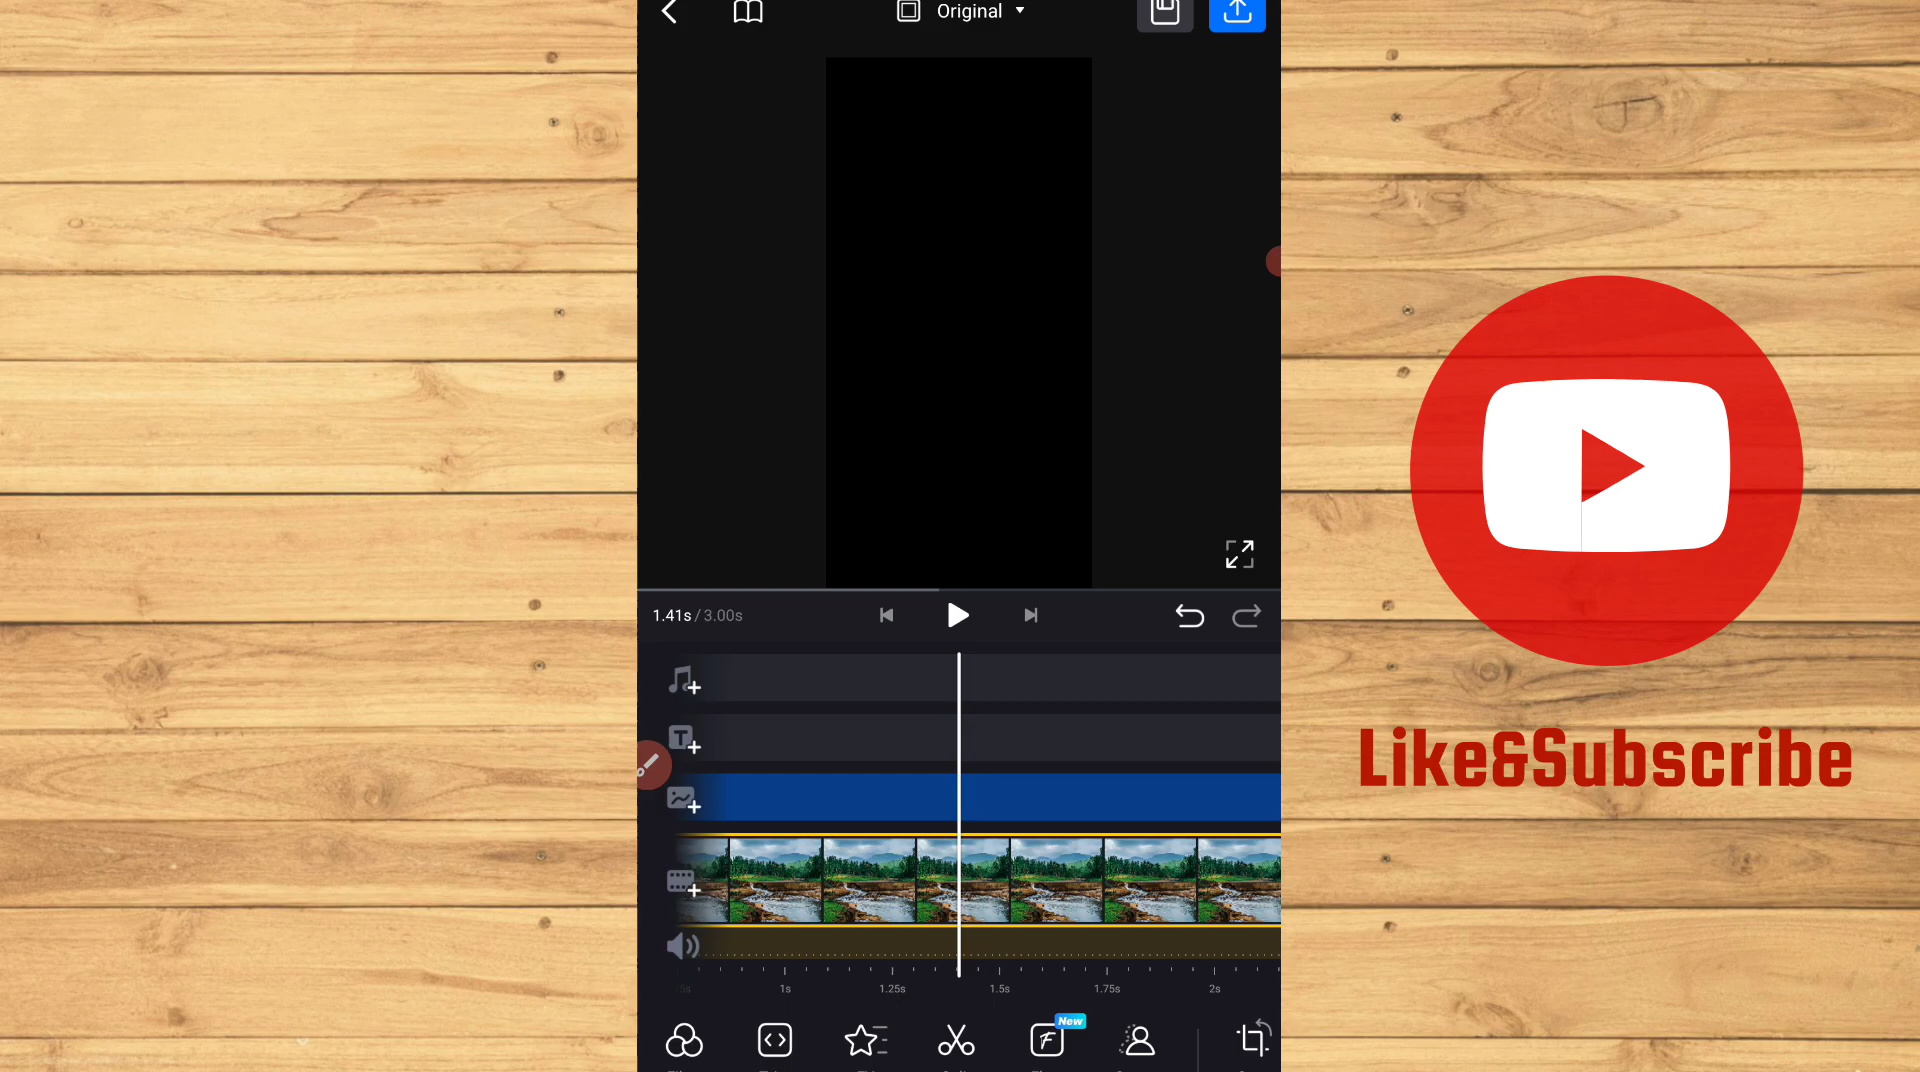 Original
1.41s / 3.00s
T
1s 1.25s 1.5s 1.75s 2s
New
Like&Subscribe